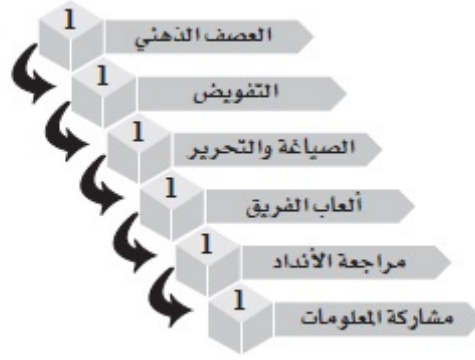 1 العصف الذهني
1 التفويض
1 الصياغة والتحرير
1 ألعاب الفريق
1 مراجعة الأنداد
1 مشاركة المعلومات